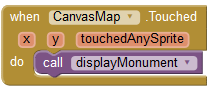 when CanvasMap .Touched
x y touchedAnySprite
do call displayMonument